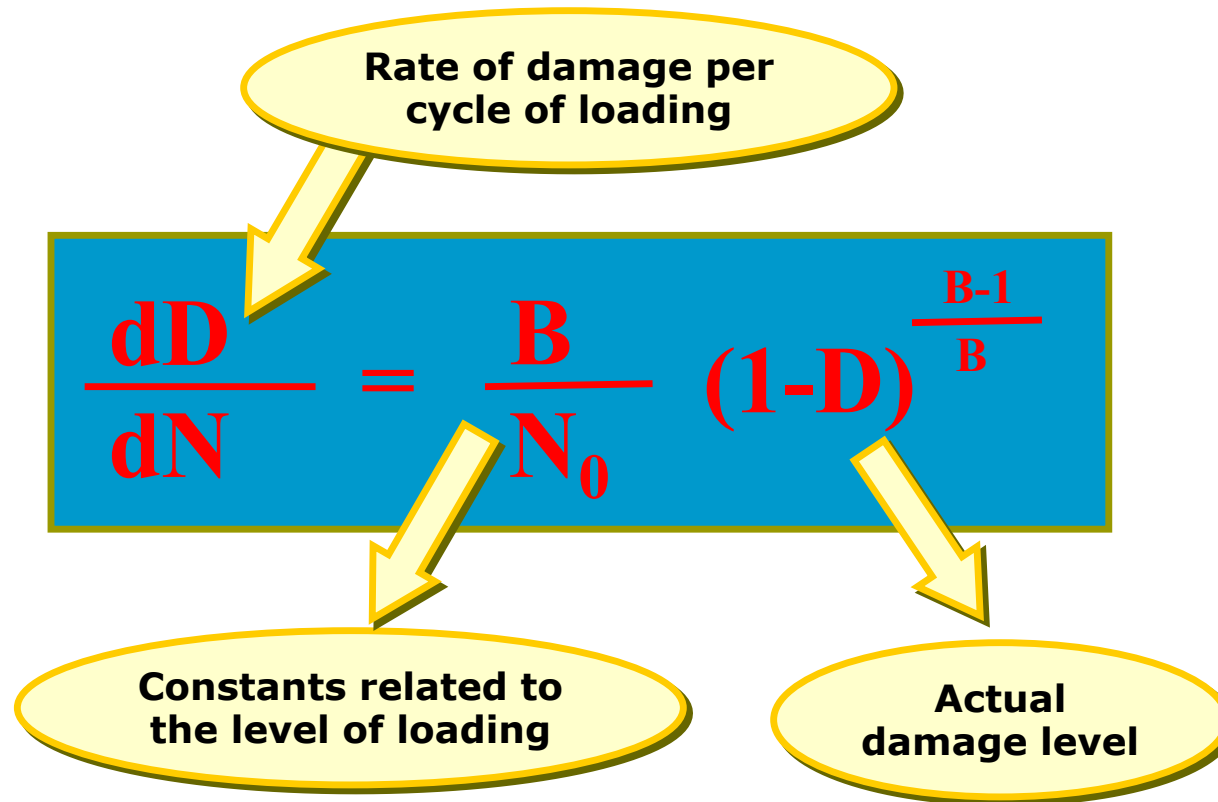 Rate of damage per
cycle of loading
dD/dN = B/N₀ (1-D)^(B-1/B)
Constants related to
the level of loading
Actual
damage level